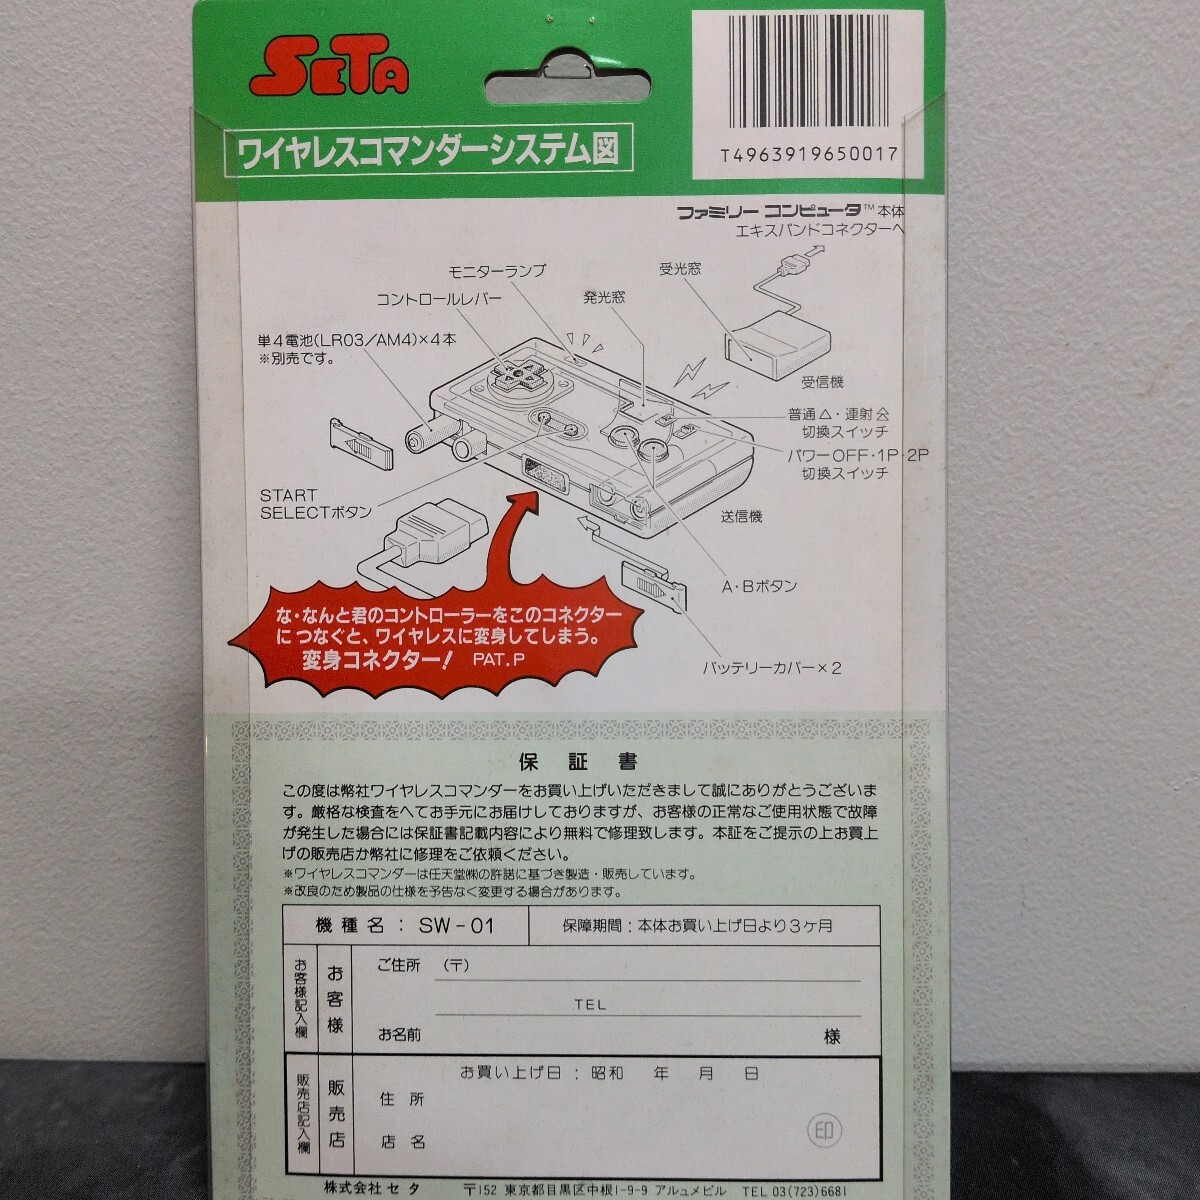 SETA
ワイヤレスコマンダーシステム図
T4963919650017
ファミリー コンピュータ™本体
エキスパンドコネクターへ
モニターランプ
コントロールレバー
発光窓
受光窓
単4電池(LR03/AM4)×4本
※別売です。
受信機
普通△・連射
切換スイッチ
パワーOFF・1P・2P
切換スイッチ
START
SELECTボタン
送信機
A・Bボタン
バッテリーカバー×2
な・なんと君のコントローラーをこのコネクター
に つなぐと、ワイヤレスに変身してしまう。
変身コネクター! PAT.P
保 証 書
この度は弊社ワイヤレスコマンダーをお買い上げいただきまして誠にありがとうございま
す。厳格な検査をへてお手元にお届けしておりますが、お客様の正常なご使用状態で故障
が発生した場合には保証書記載内容により無料で修理致します。本証をご提示の上お買上
げの販売店か弊社に修理をご依頼ください。
※ワイヤレスコマンダーは任天堂㈱の許諾に基づき製造・販売しています。
※改良のため製品の仕様を予告なく変更する場合があります。
機 種 名 : SW-01
保障期間:本体お買い上げ日より3ヶ月
お客様記入欄
お客様
ご住所 (〒)
TEL
お名前 様
販売店記入欄
販売店
お買い上げ日: 昭和 年 月 日
住 所
店 名
印
株式会社セタ 〒152 東京都目黒区中根1-9-9 アルュメビル TEL 03(723)6681